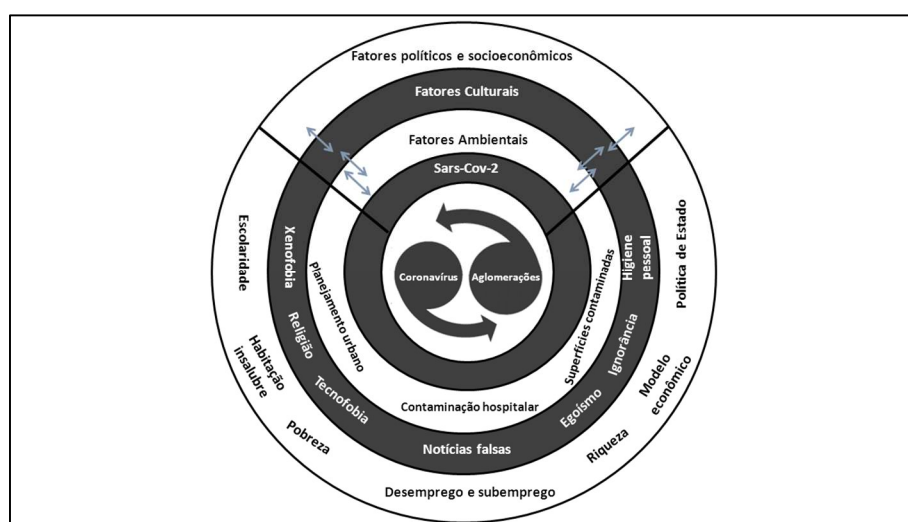 Fatores políticos e socioeconômicos
Fatores Culturais
Fatores Ambientais
Sars-Cov-2
Coronavírus
Aglomerações
Escolaridade
Habitação
insalubre
Pobreza
Desemprego e subemprego
Riqueza
Modelo
econômico
Política de Estado
Xenofobia
Religião
Tecnofobia
Notícias falsas
Egoísmo
Ignorância
Higiene
pessoal
planejamento urbano
Contaminação hospitalar
Superfícies contaminadas